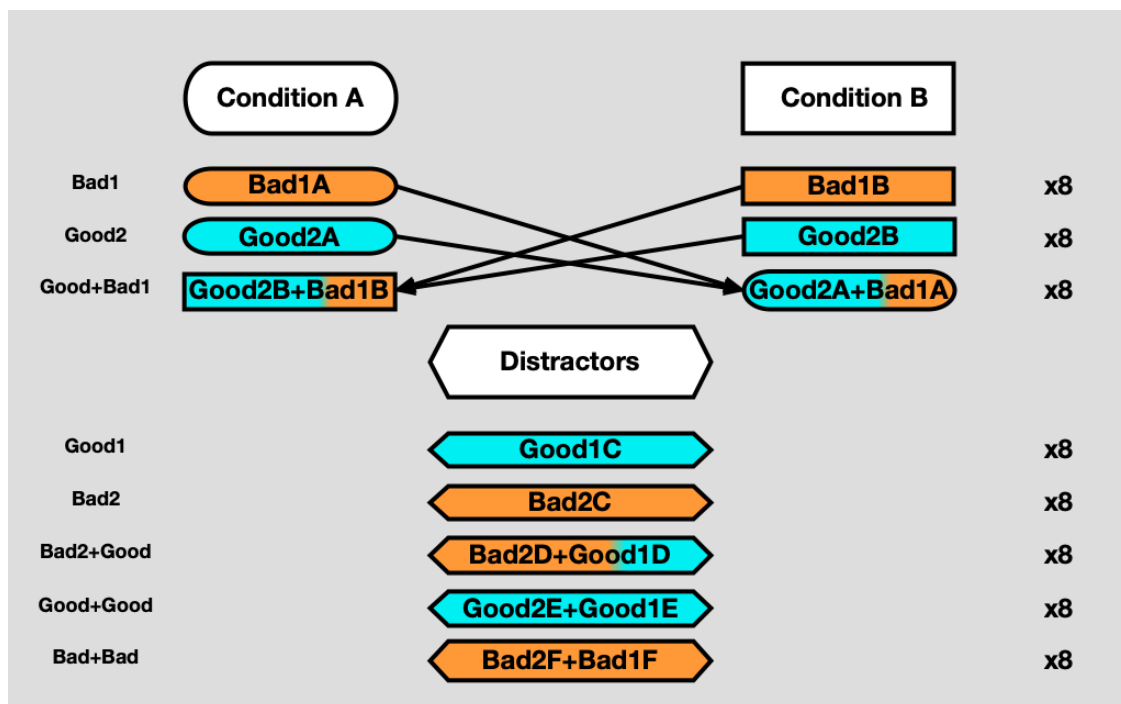 Condition A
Condition B
Bad1
Bad1A
Bad1B
x8
Good2
Good2A
Good2B
x8
Good+Bad1
Good2B+Bad1B
Good2A+Bad1A
x8
Distractors
Good1
Good1C
x8
Bad2
Bad2C
x8
Bad2+Good
Bad2D+Good1D
x8
Good+Good
Good2E+Good1E
x8
Bad+Bad
Bad2F+Bad1F
x8